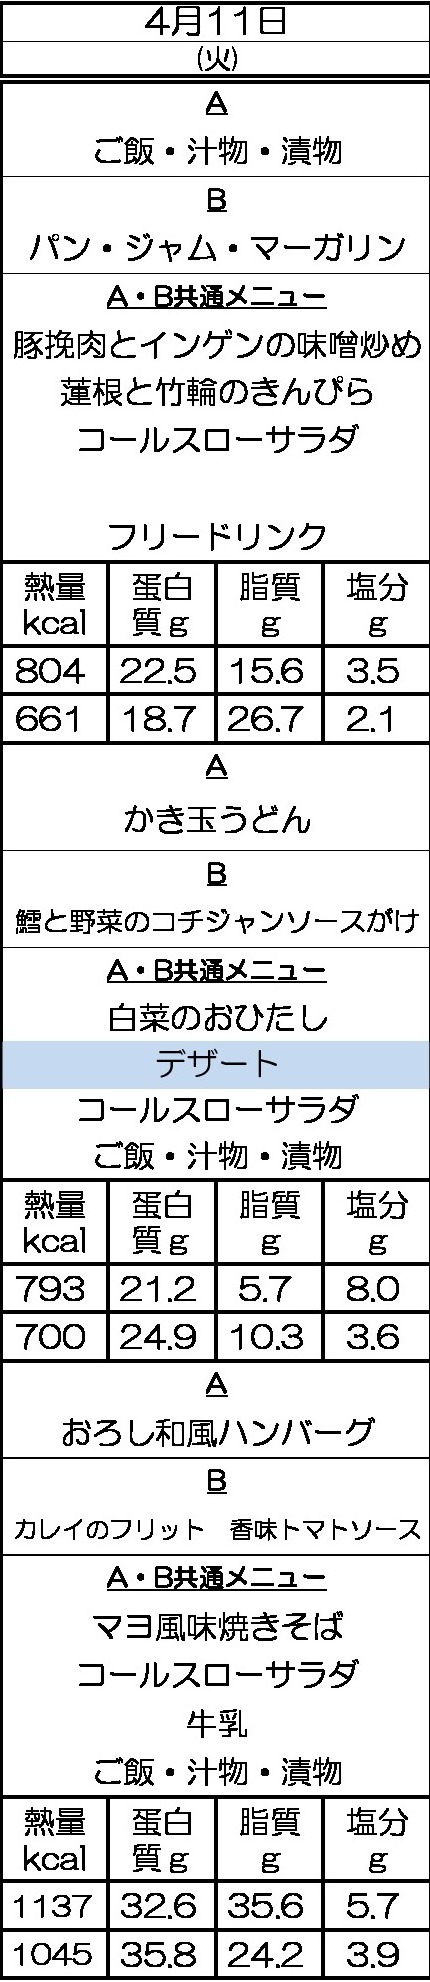 4月11日
(火)
A
ご飯・汁物・漬物
B
パン・ジャム・マーガリン
A・B共通メニュー
豚挽肉とインゲンの味噌炒め
蓮根と竹輪のきんぴら
コールスローサラダ
フリードリンク
熱量 蛋白 脂質 塩分
kcal 質g g g
804 22.5 15.6 3.5
661 18.7 26.7 2.1
A
かき玉うどん
B
鱈と野菜のコチジャンソースがけ
A・B共通メニュー
白菜のおひたし
デザート
コールスローサラダ
ご飯・汁物・漬物
熱量 蛋白 脂質 塩分
kcal 質g g g
793 21.2 5.7 8.0
700 24.9 10.3 3.6
A
おろし和風ハンバーグ
B
カレイのフリット　香味トマトソース
A・B共通メニュー
マヨ風味焼きそば
コールスローサラダ
牛乳
ご飯・汁物・漬物
熱量 蛋白 脂質 塩分
kcal 質g g g
1137 32.6 35.6 5.7
1045 35.8 24.2 3.9